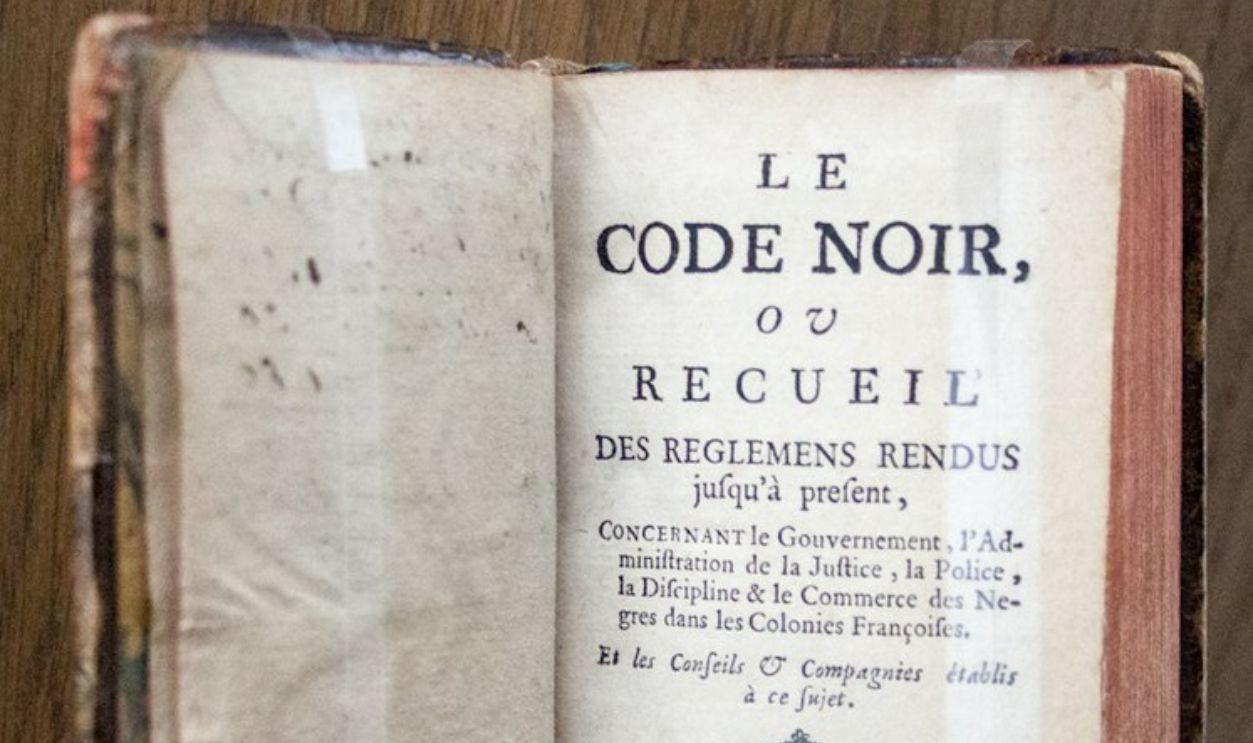 LE
CODE NOIR,
OU
RECUEIL
DES REGLEMENS RENDUS
juſqu'à preſent,
CONCERNANT le Gouvernement, l'Ad-
miniſtration de la Juſtice, la Police,
la Diſcipline & le Commerce des Ne-
gres dans les Colonies Françoiſes.
Et les Conſeils & Compagnies établis
à ce ſujet.